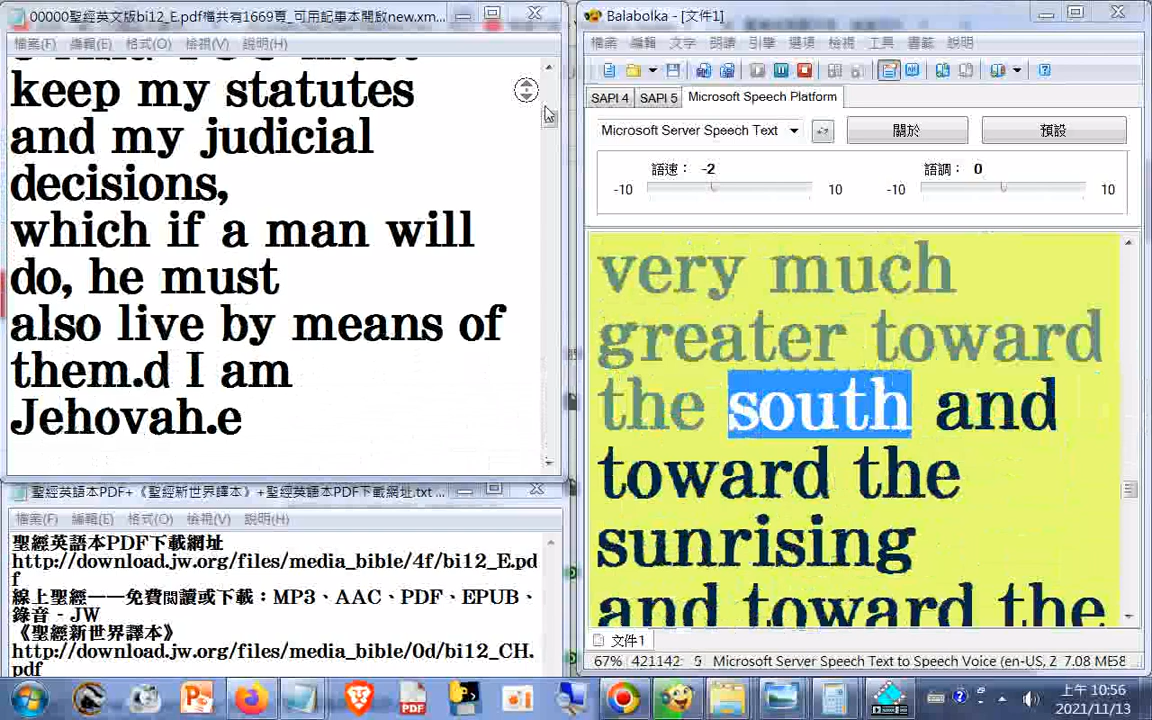 00000聖經英文版bi12_E.pdf檔共有1669頁_可用記事本開啟new.xm...
檔案(F) 編輯(E) 格式(O) 檢視(V) 說明(H)
keep my statutes
and my judicial
decisions,
which if a man will
do, he must
also live by means of
them.d I am
Jehovah.e
聖經英語本PDF+《聖經新世界譯本》+聖經英語本PDF下載網址.txt ...
檔案(F) 編輯(E) 格式(O) 檢視(V) 說明(H)
聖經英語本PDF下載網址
http://download.jw.org/files/media_bible/4f/bi12_E.pd
f
線上聖經——免費閱讀或下載：MP3、AAC、PDF、EPUB、
錄音 - JW
《聖經新世界譯本》
http://download.jw.org/files/media_bible/0d/bi12_CH.
pdf
Balabolka - [文件1]
檔案 編輯 文字 朗讀 引擎 選項 檢視 工具 書籤 說明
SAPI 4 SAPI 5 Microsoft Speech Platform
Microsoft Server Speech Text 關於 預設
語速： -2 語調： 0
-10 10 -10 10
very much
greater toward
the south and
toward the
sunrising
and toward the
文件1
67% 421142: 5 Microsoft Server Speech Text to Speech Voice (en-US, Z 7.08 ME58
PDF
上午 10:56
2021/11/13